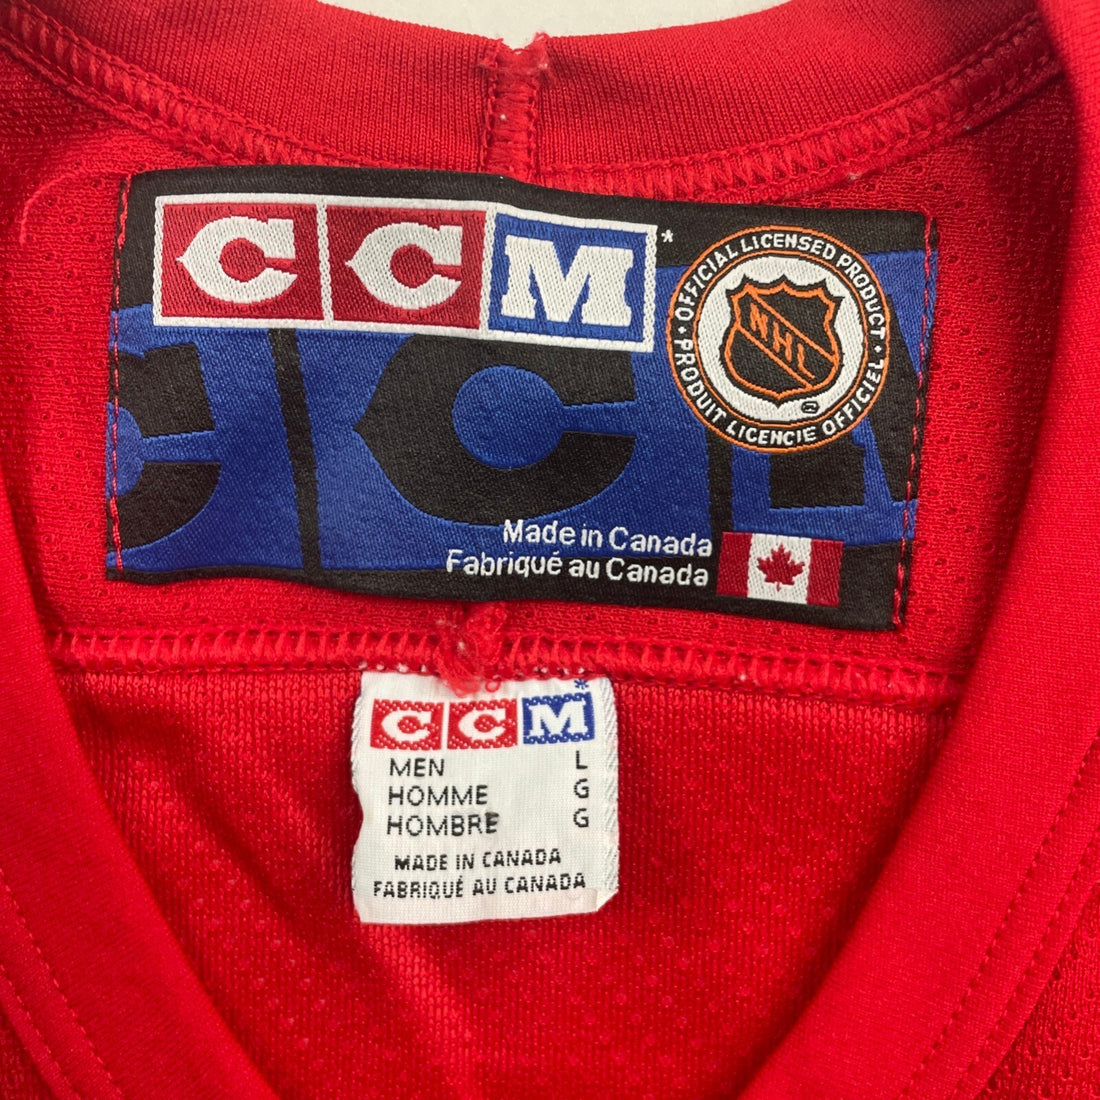 CCM*
OFFICIAL LICENSED PRODUCT
NHL
®
• PRODUIT LICENCIE OFFICIEL •
Made in Canada
Fabriqué au Canada
CCM*
MEN L
HOMME G
HOMBRE G
MADE IN CANADA
FABRIQUÉ AU CANADA